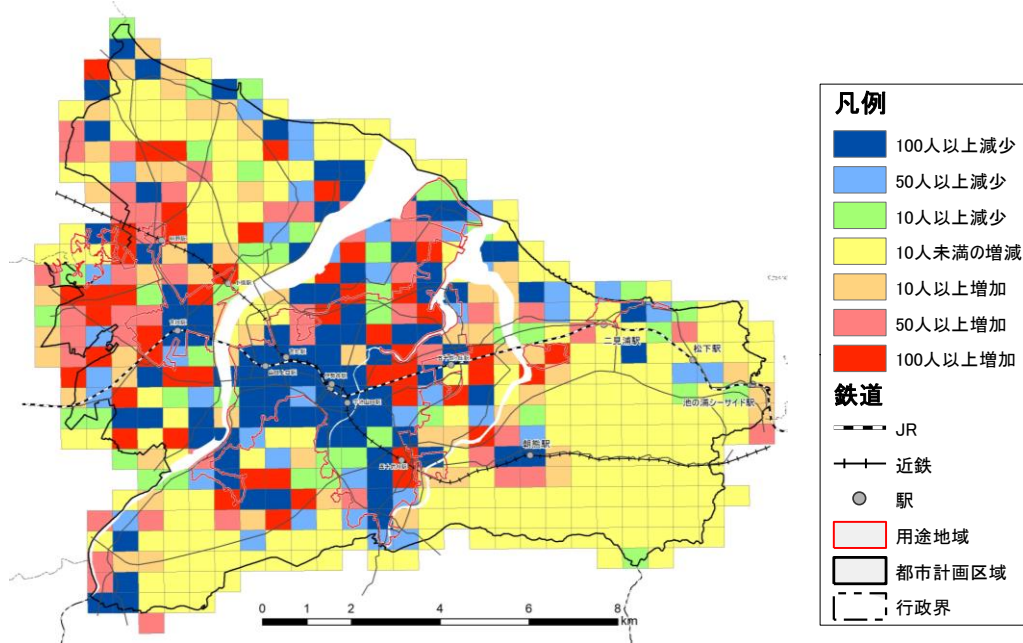 二見浦駅
松下駅
池の浦シーサイド駅
朝熊駅
五十鈴川駅
0 1 2 4 6 8
km
凡例
100人以上減少
50人以上減少
10人以上減少
10人未満の増減
10人以上増加
50人以上増加
100人以上増加
鉄道
JR
近鉄
駅
用途地域
都市計画区域
行政界